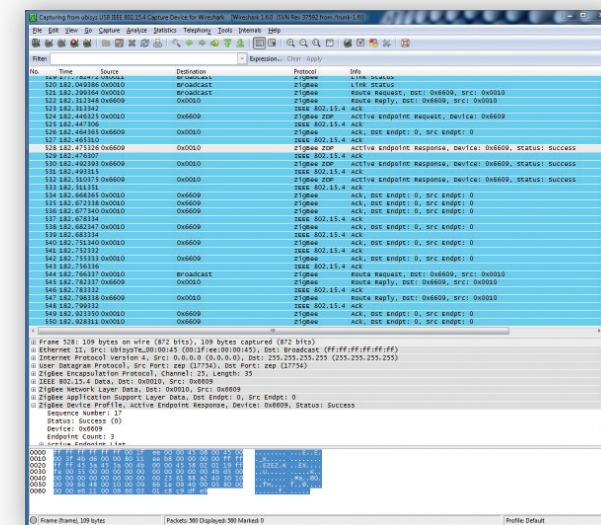 Capturing from ubisys USB IEEE 802.15.4 Capture Device for Wireshark [Wireshark 1.6.0 (SVN Rev 37592 from /trunk-1.6)]
File Edit View Go Capture Analyze Statistics Telephony Tools Internals Help
Filter: Expression... Clear Apply
No. Time Source Destination Protocol Info
520 182.049386 0x0010 Broadcast ZigBee Link Status
521 182.299364 0x0010 Broadcast ZigBee Route Request, Dst: 0x6609, Src: 0x0010
522 182.312348 0x6609 0x0010 ZigBee Route Reply, Dst: 0x6609, Src: 0x0010
523 182.313342 IEEE 802.15.4 Ack
524 182.446325 0x0010 0x6609 ZigBee ZDP Active Endpoint Request, Device: 0x6609
525 182.447306 IEEE 802.15.4 Ack
526 182.464365 0x6609 0x0010 ZigBee Ack, Dst Endpt: 0, Src Endpt: 0
527 182.465310 IEEE 802.15.4 Ack
528 182.475326 0x6609 0x0010 ZigBee ZDP Active Endpoint Response, Device: 0x6609, Status: Success
529 182.476307 IEEE 802.15.4 Ack
530 182.492393 0x6609 0x0010 ZigBee ZDP Active Endpoint Response, Device: 0x6609, Status: Success
531 182.493315 IEEE 802.15.4 Ack
532 182.510375 0x6609 0x0010 ZigBee ZDP Active Endpoint Response, Device: 0x6609, Status: Success
533 182.511351 IEEE 802.15.4 Ack
534 182.668365 0x0010 0x6609 ZigBee Ack, Dst Endpt: 0, Src Endpt: 0
535 182.672338 0x0010 0x6609 ZigBee Ack, Dst Endpt: 0, Src Endpt: 0
536 182.677340 0x0010 0x6609 ZigBee Ack, Dst Endpt: 0, Src Endpt: 0
537 182.678334 IEEE 802.15.4 Ack
538 182.682347 0x0010 0x6609 ZigBee Ack, Dst Endpt: 0, Src Endpt: 0
539 182.683334 IEEE 802.15.4 Ack
540 182.751340 0x0010 0x6609 ZigBee Ack, Dst Endpt: 0, Src Endpt: 0
541 182.752332 IEEE 802.15.4 Ack
542 182.755333 0x0010 0x6609 ZigBee Ack, Dst Endpt: 0, Src Endpt: 0
543 182.756336 IEEE 802.15.4 Ack
544 182.766337 0x0010 Broadcast ZigBee Route Request, Dst: 0x6609, Src: 0x0010
545 182.782337 0x6609 0x0010 ZigBee Route Reply, Dst: 0x6609, Src: 0x0010
546 182.783332 IEEE 802.15.4 Ack
547 182.798338 0x6609 0x0010 ZigBee Route Reply, Dst: 0x6609, Src: 0x0010
548 182.799332 IEEE 802.15.4 Ack
549 182.923350 0x0010 0x6609 ZigBee Ack, Dst Endpt: 0, Src Endpt: 0
550 182.928311 0x0010 0x6609 ZigBee Ack, Dst Endpt: 0, Src Endpt: 0
Frame 528: 109 bytes on wire (872 bits), 109 bytes captured (872 bits)
Ethernet II, Src: UbisysTe_00:00:45 (00:1f:ee:00:00:45), Dst: Broadcast (ff:ff:ff:ff:ff:ff)
Internet Protocol Version 4, Src: 0.0.0.0 (0.0.0.0), Dst: 255.255.255.255 (255.255.255.255)
User Datagram Protocol, Src Port: zep (17754), Dst Port: zep (17754)
ZigBee Encapsulation Protocol, Channel: 25, Length: 35
IEEE 802.15.4 Data, Dst: 0x0010, Src: 0x6609
ZigBee Network Layer Data, Dst: 0x0010, Src: 0x6609
ZigBee Application Support Layer Data, Dst Endpt: 0, Src Endpt: 0
ZigBee Device Profile, Active Endpoint Response, Device: 0x6609, Status: Success
Sequence Number: 17
Status: Success (0)
Device: 0x6609
Endpoint Count: 3
Active Endpoint List
0000
0010
0020
0030
0040
0050
0060
Frame (frame), 109 bytes Packets: 560 Displayed: 560 Marked: 0 Profile: Default